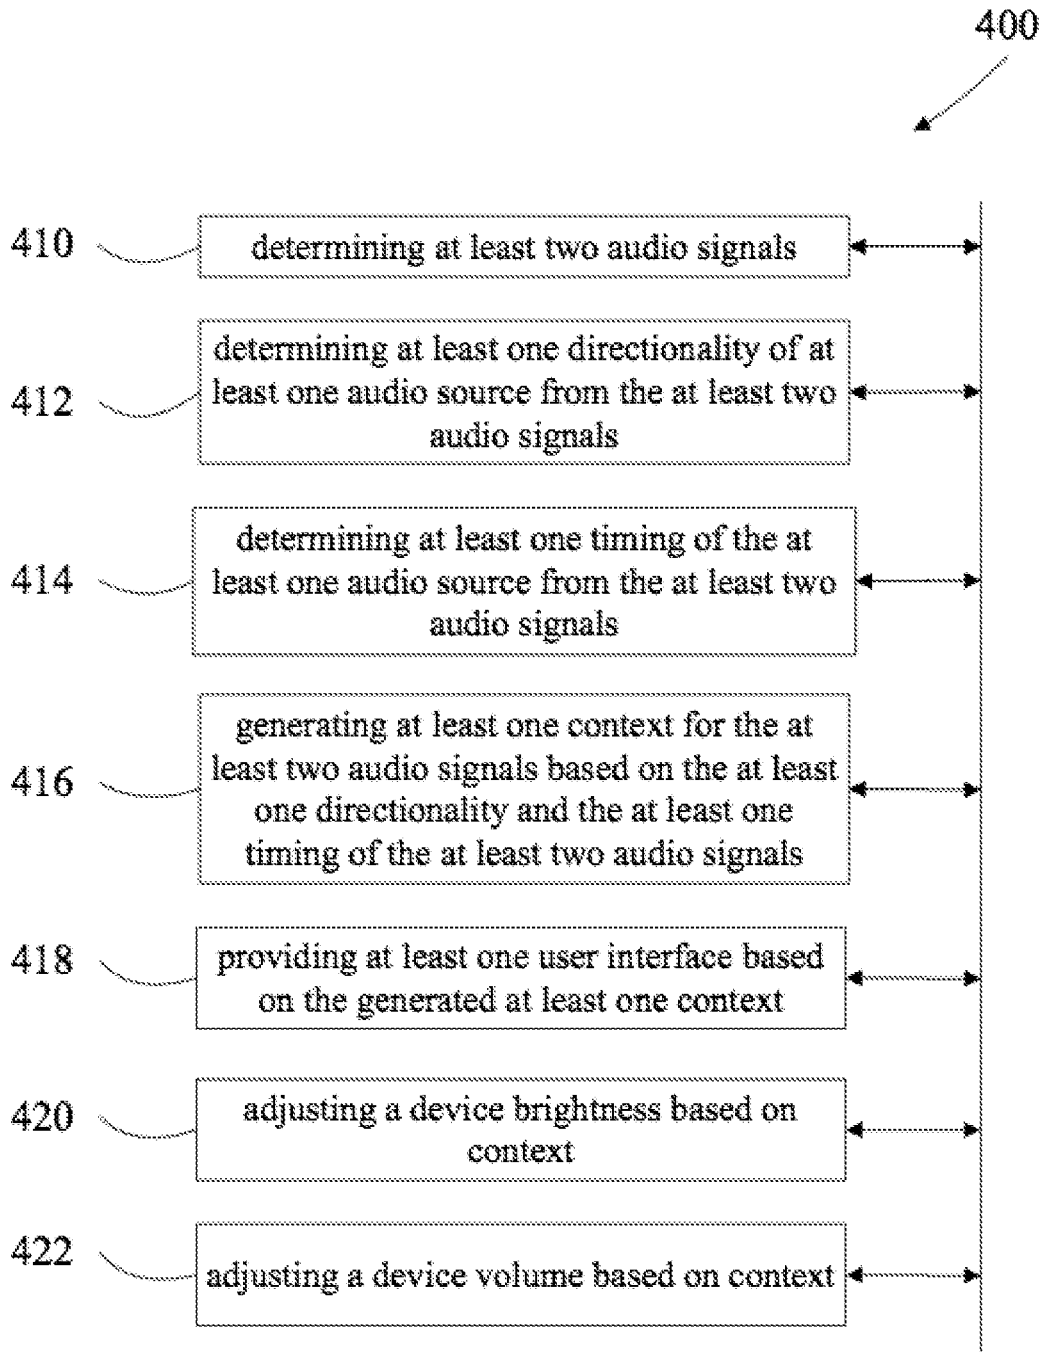 400
410
determining at least two audio signals
412
determining at least one directionality of at
least one audio source from the at least two
audio signals
414
determining at least one timing of the at
least one audio source from the at least two
audio signals
416
generating at least one context for the at
least two audio signals based on the at least
one directionality and the at least one
timing of the at least two audio signals
418
providing at least one user interface based
on the generated at least one context
420
adjusting a device brightness based on
context
422
adjusting a device volume based on context